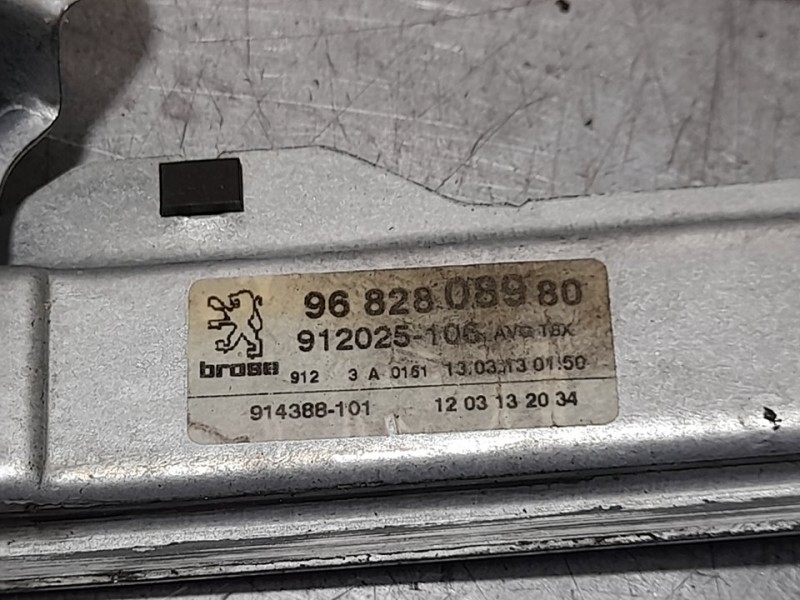 96 828 089 80
912025-106 AVG TBX
brose 912 3 A 0161 13.03.13 01:50
914388-101 12 03 13 20 34